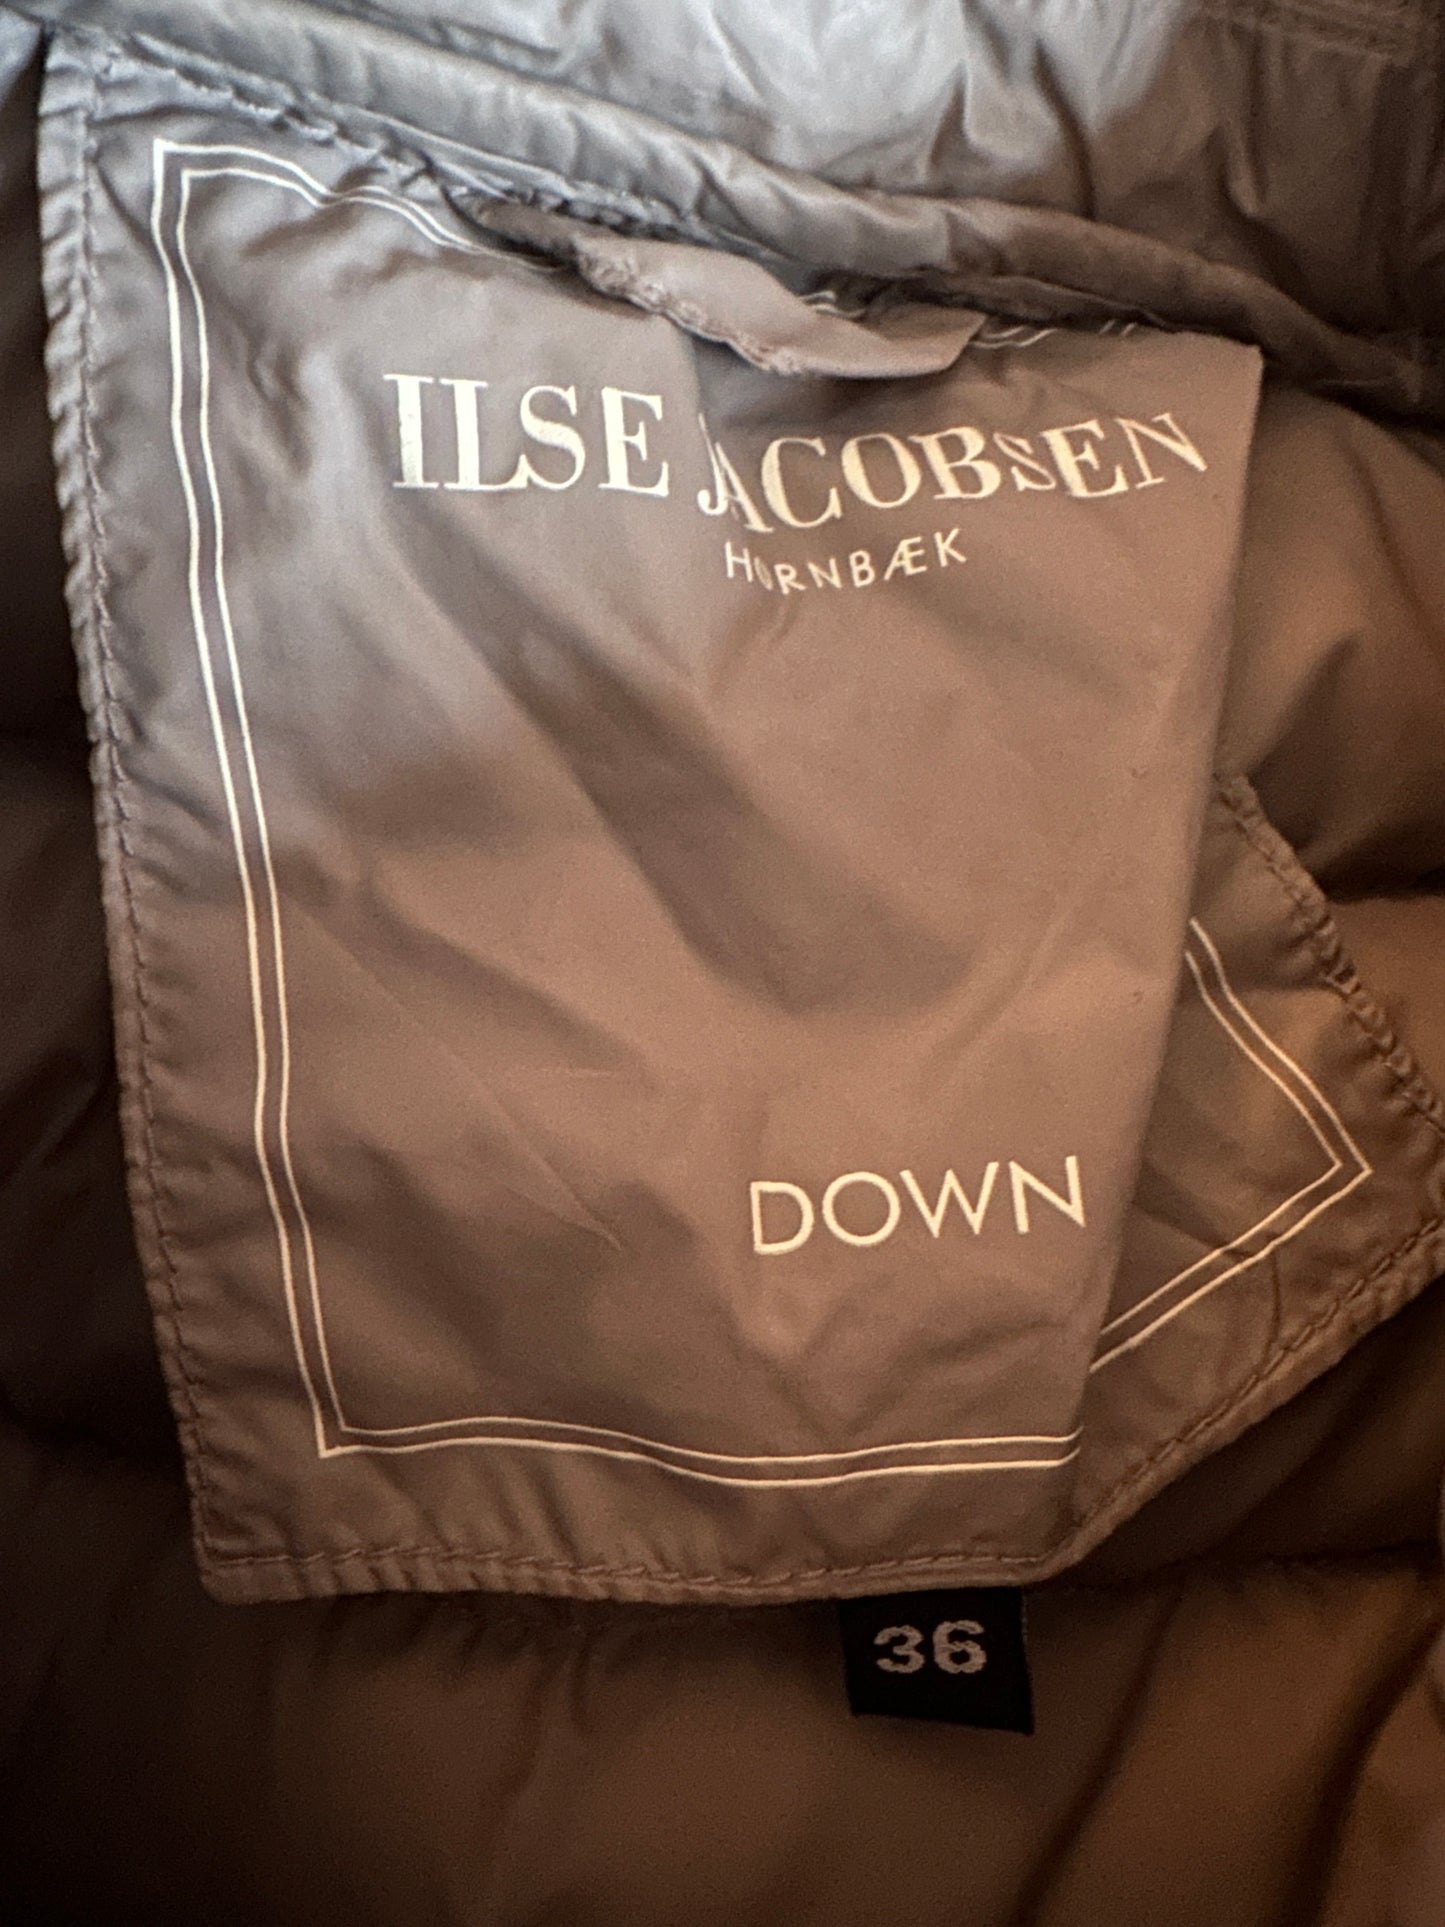 ILSE JACOBSEN
HORNBÆK
DOWN
36